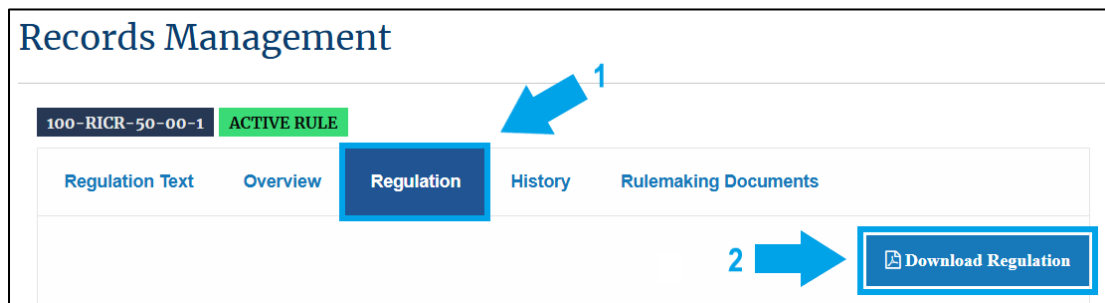 Records Management
1
100-RICR-50-00-1 ACTIVE RULE
Regulation Text Overview Regulation History Rulemaking Documents
2 Download Regulation